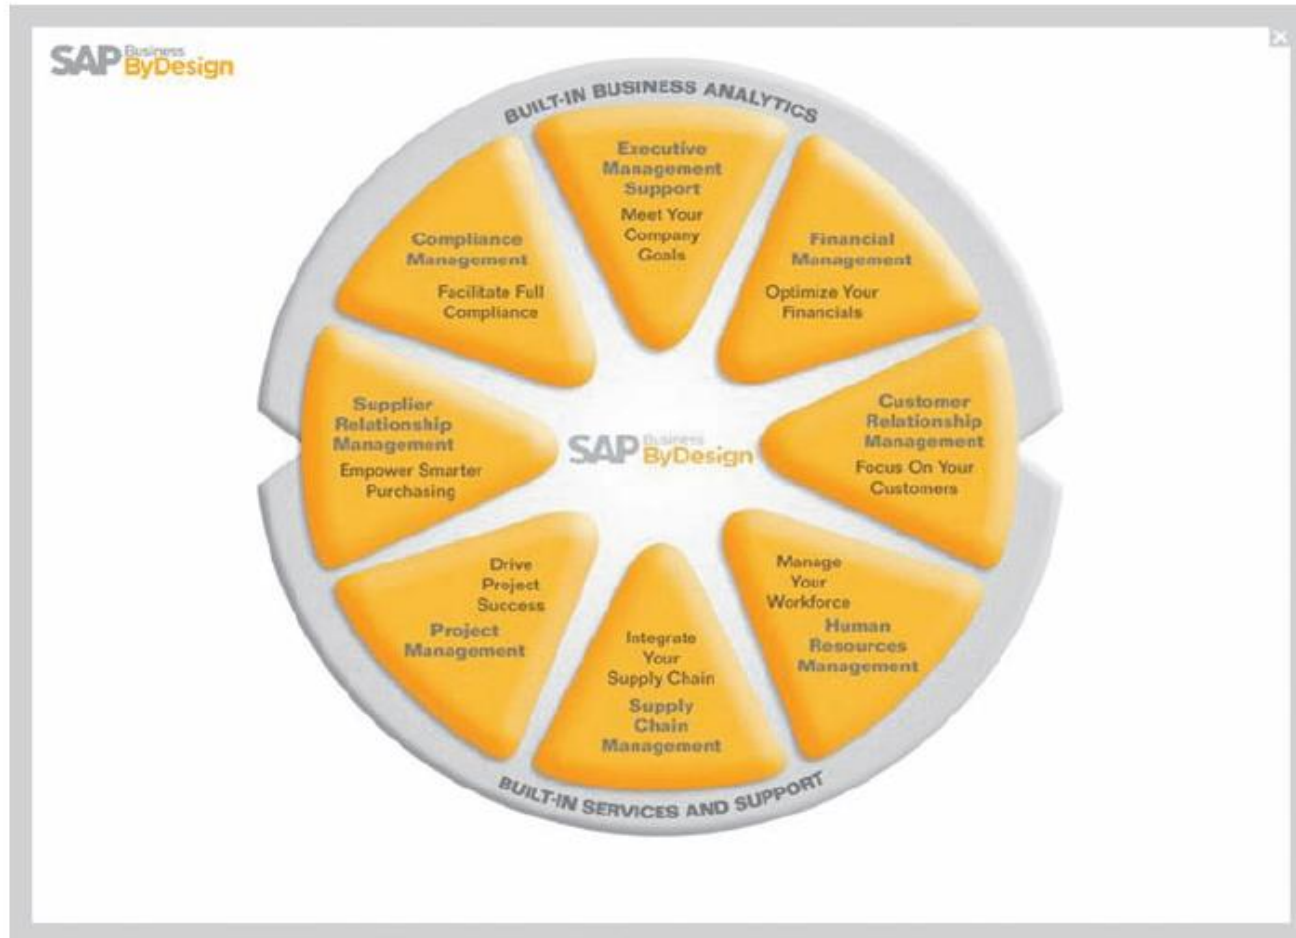 SAP Business
ByDesign
BUILT-IN BUSINESS ANALYTICS
Executive
Management
Support
Meet Your
Company
Goals
Financial
Management
Optimize Your
Financials
Customer
Relationship
Management
Focus On Your
Customers
Manage
Your
Workforce
Human
Resources
Management
Integrate
Your
Supply Chain
Supply
Chain
Management
Drive
Project
Success
Project
Management
Supplier
Relationship
Management
Empower Smarter
Purchasing
Compliance
Management
Facilitate Full
Compliance
SAP Business
ByDesign
BUILT-IN SERVICES AND SUPPORT